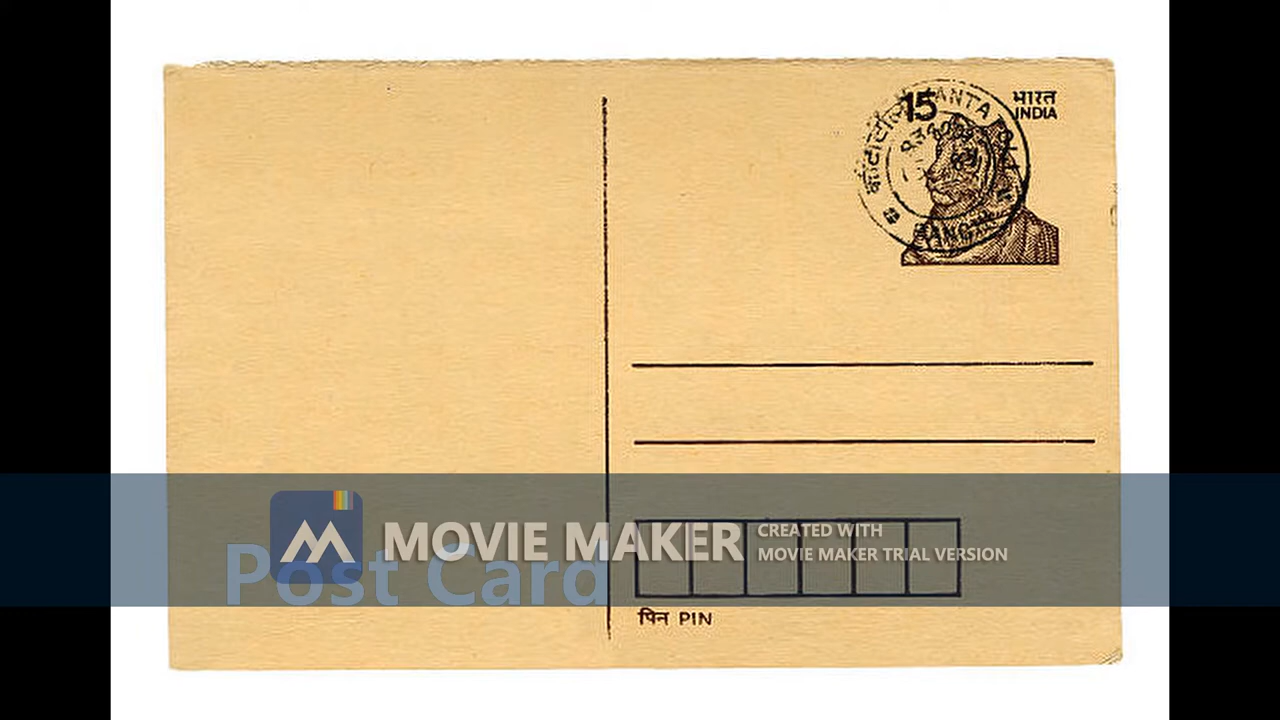 15
भारत
INDIA
MOVIE MAKER
CREATED WITH
MOVIE MAKER TRIAL VERSION
Post Card
पिन PIN